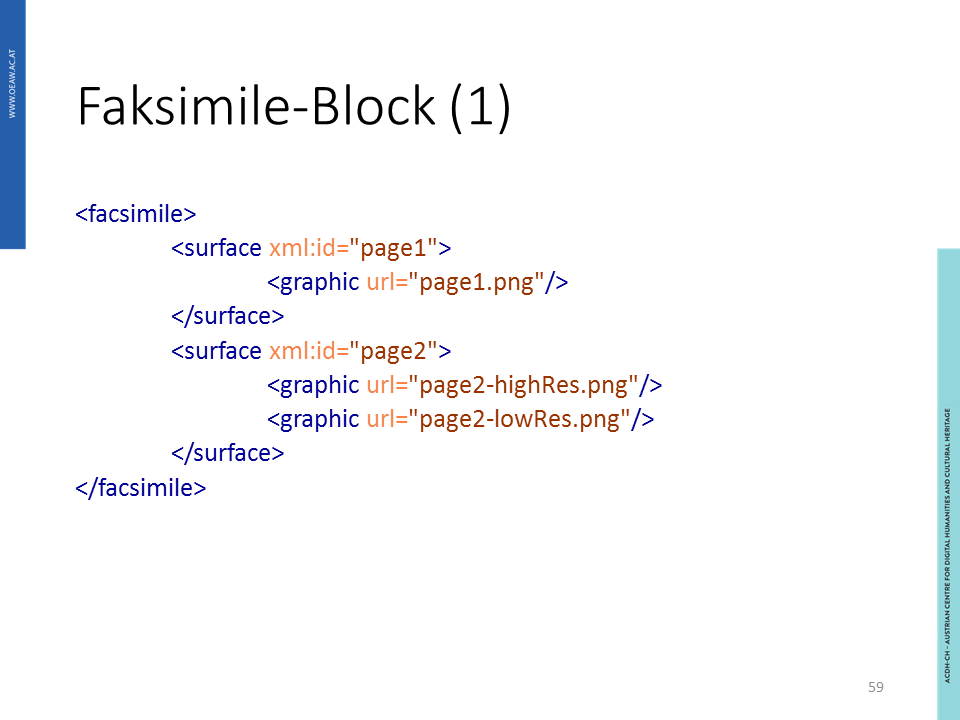 WWW.OEAW.AC.AT
Faksimile-Block (1)
<facsimile>
<surface xml:id="page1">
<graphic url="page1.png"/>
</surface>
<surface xml:id="page2">
<graphic url="page2-highRes.png"/>
<graphic url="page2-lowRes.png"/>
</surface>
</facsimile>
ACDH-CH - AUSTRIAN CENTRE FOR DIGITAL HUMANITIES AND CULTURAL HERITAGE
59